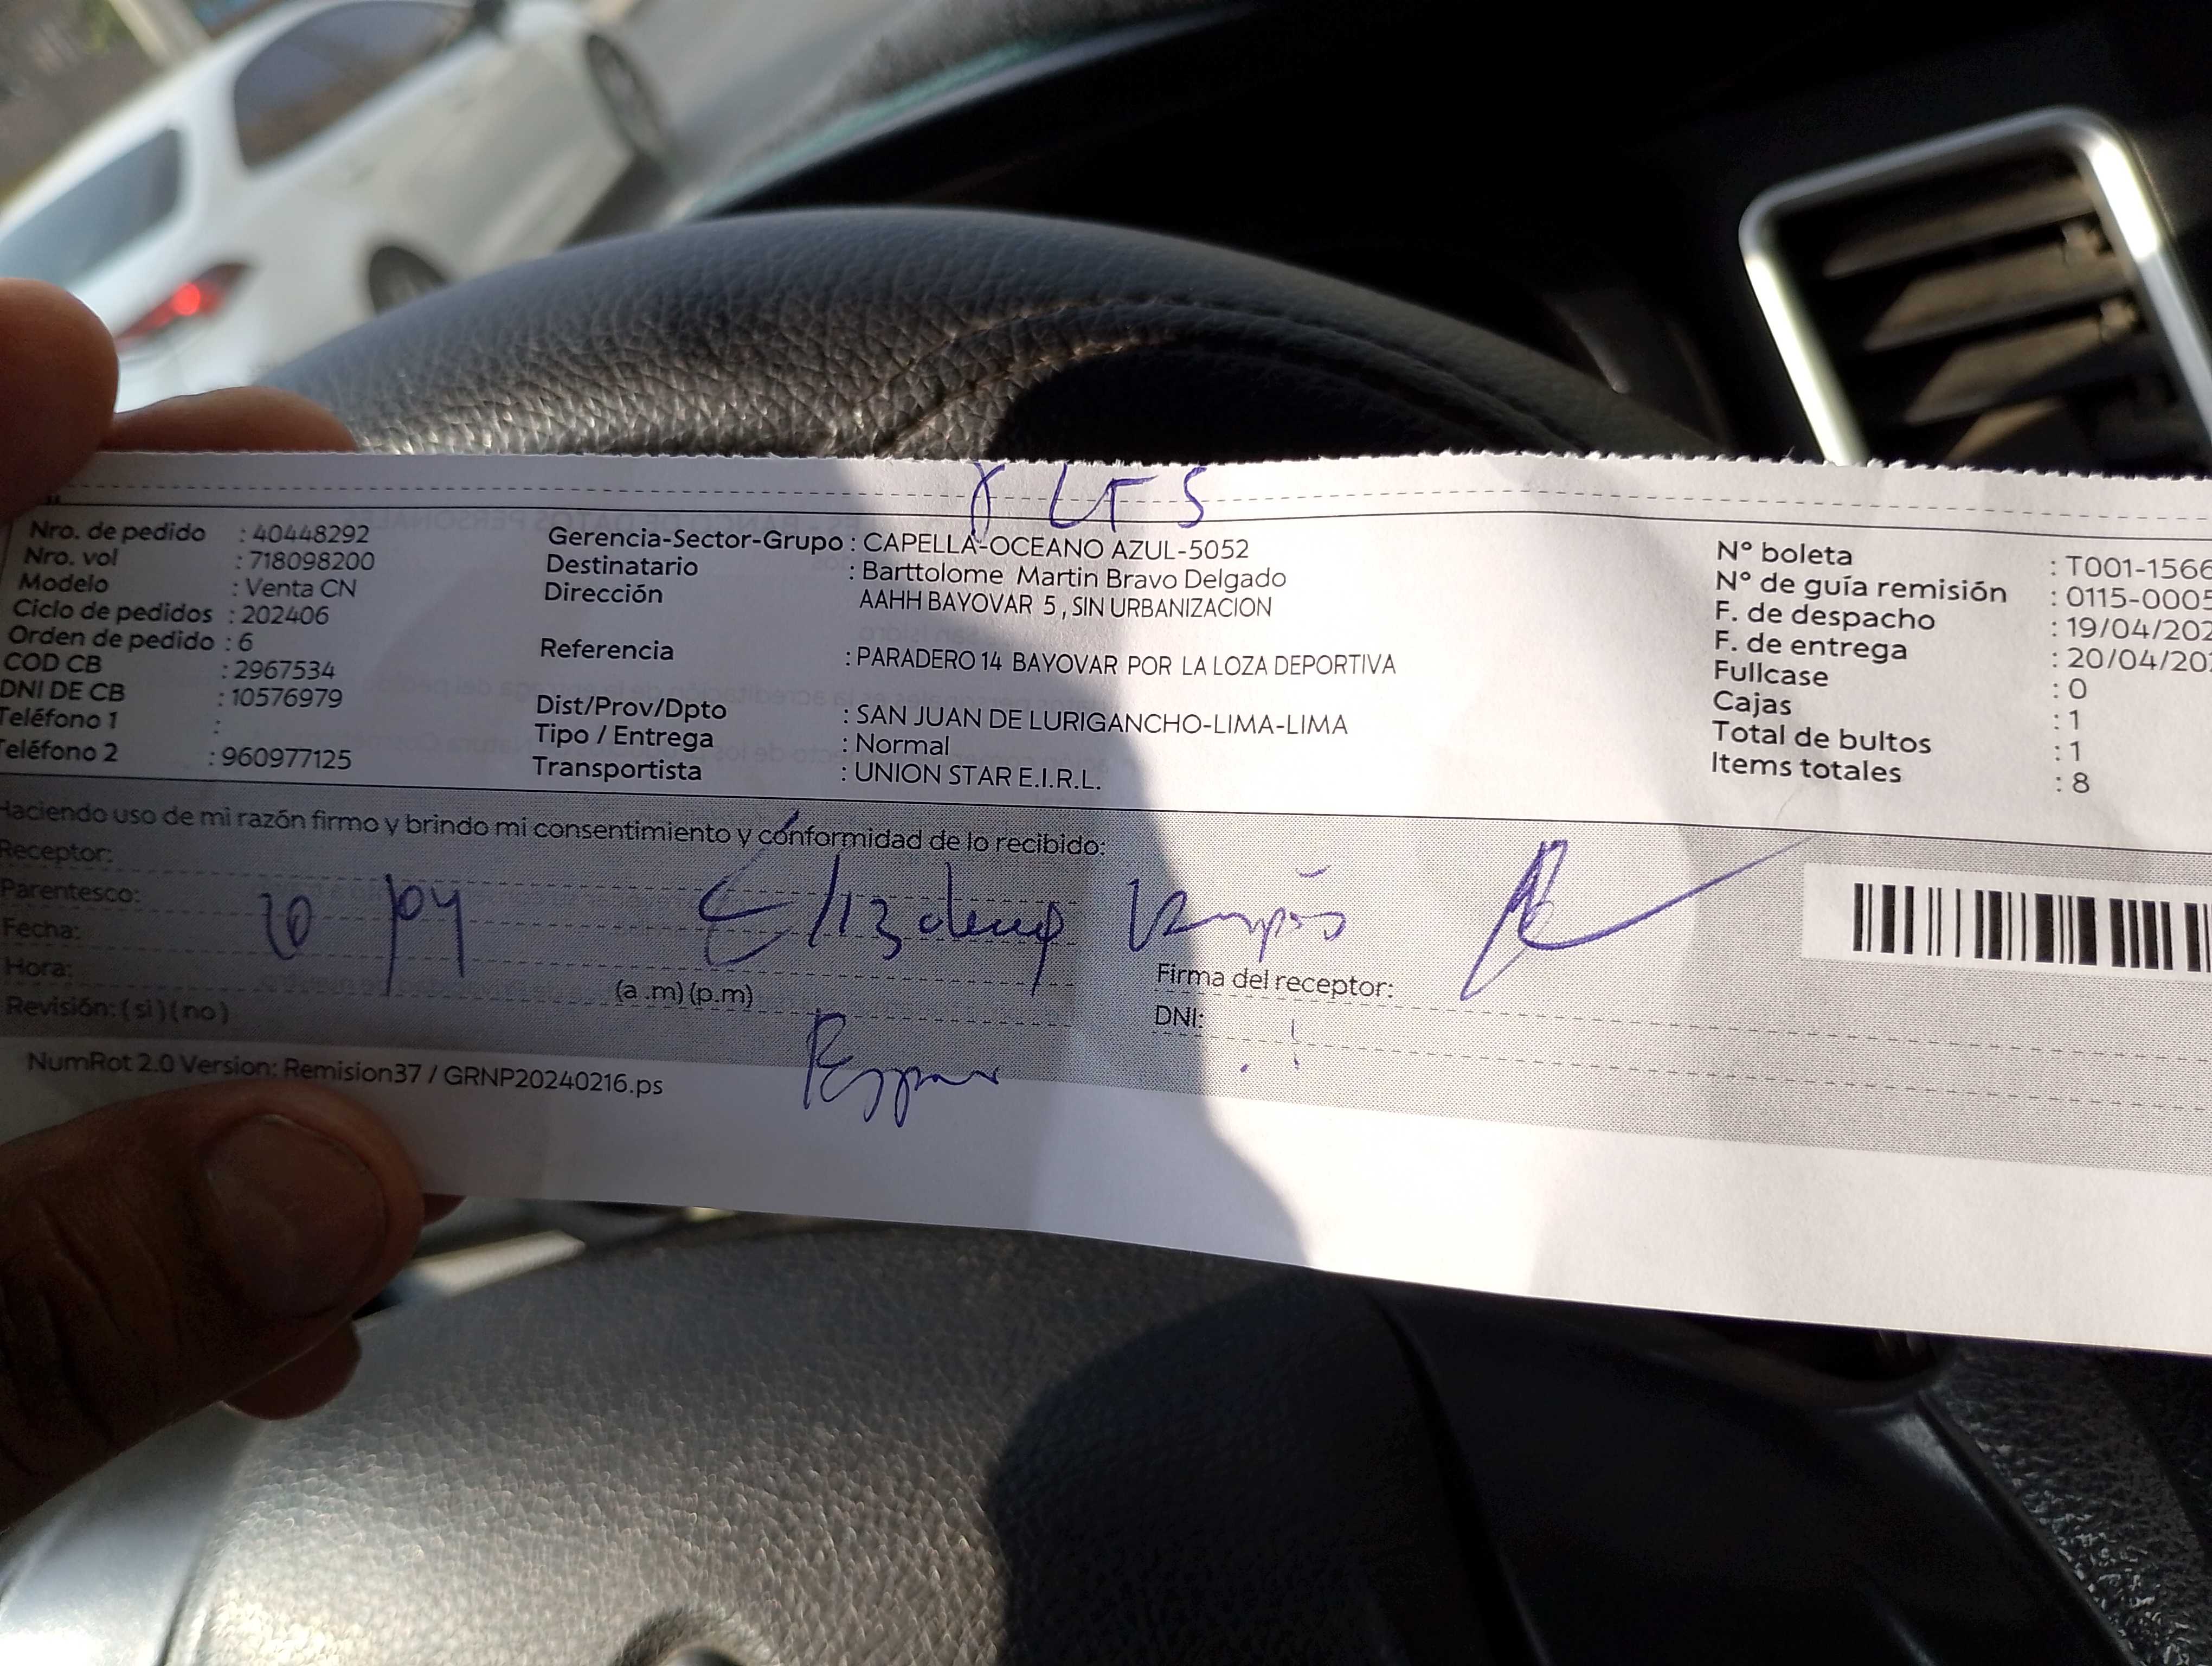 Nro. de pedido : 40448292
Nro. vol : 718098200
Modelo : Venta CN
Ciclo de pedidos : 202406
Orden de pedido : 6
COD CB : 2967534
DNI DE CB : 10576979
Teléfono 1 :
Teléfono 2 : 960977125
Gerencia-Sector-Grupo : CAPELLA-OCEANO AZUL-5052
Destinatario : Barttolome Martin Bravo Delgado
Dirección AAHH BAYOVAR 5 , SIN URBANIZACION
Referencia : PARADERO 14 BAYOVAR POR LA LOZA DEPORTIVA
Dist/Prov/Dpto : SAN JUAN DE LURIGANCHO-LIMA-LIMA
Tipo / Entrega : Normal
Transportista : UNION STAR E.I.R.L.
N° boleta : T001-1566
N° de guía remisión : 0115-0005
F. de despacho : 19/04/202
F. de entrega : 20/04/20
Fullcase : 0
Cajas : 1
Total de bultos : 1
Items totales : 8
Haciendo uso de mi razón firmo y brindo mi consentimiento y conformidad de lo recibido:
Receptor:
Parentesco:
Fecha:
Hora: (a .m) (p.m)
Revisión: ( si ) ( no )
Firma del receptor:
DNI:
NumRot 2.0 Version: Remision37 / GRNP20240216.ps